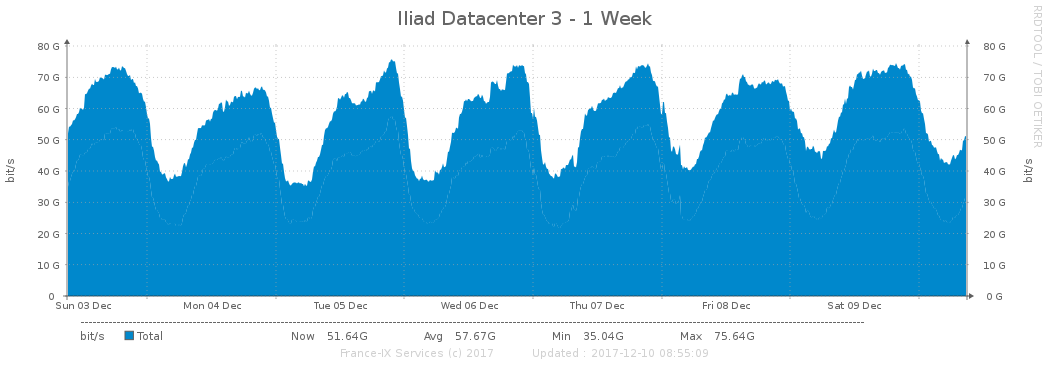 Iliad Datacenter 3 - 1 Week
RRDTOOL / TOBI OETIKER
bit/s
80 G 80 G
70 G 70 G
60 G 60 G
50 G 50 G
40 G 40 G
30 G 30 G
20 G 20 G
10 G 10 G
0 0 G
bit/s
Sun 03 Dec Mon 04 Dec Tue 05 Dec Wed 06 Dec Thu 07 Dec Fri 08 Dec Sat 09 Dec
bit/s Total Now 51.64G Avg 57.67G Min 35.04G Max 75.64G
France-IX Services (c) 2017 Updated : 2017-12-10 08:55:09